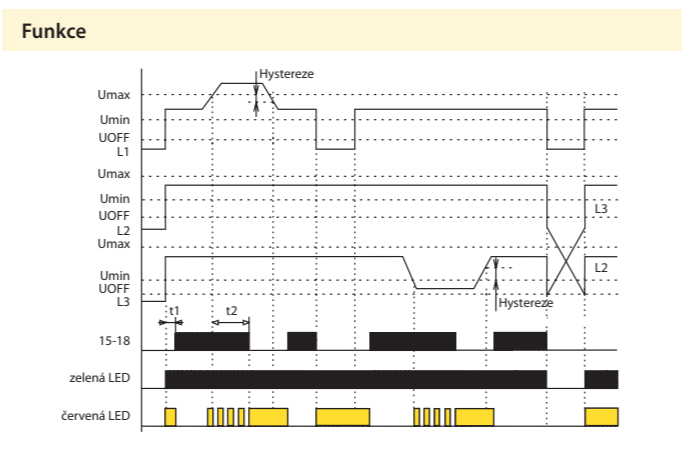 Funkce
Hystereze
Umax
Umin
UOFF
L1
Umax
Umin
UOFF
L3
L2
Umax
L2
Umin
UOFF
Hystereze
L3
t1
t2
15-18
zelená LED
červená LED